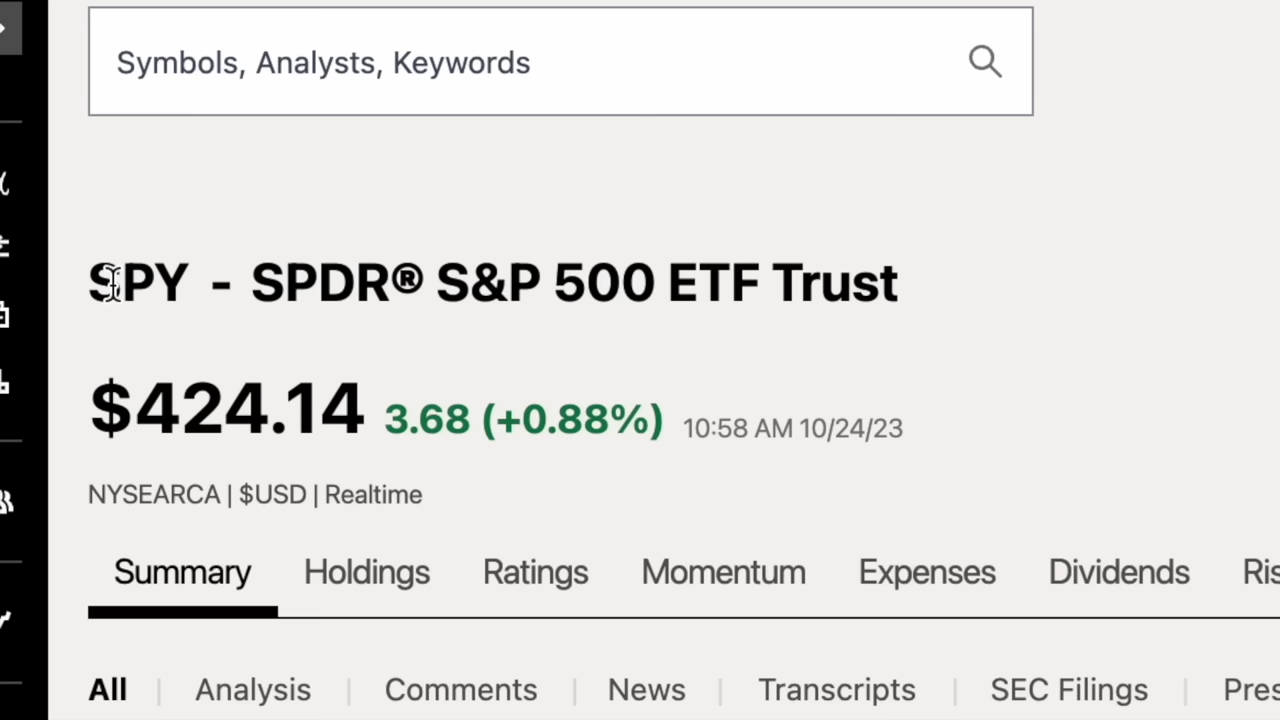 Symbols, Analysts, Keywords
SPY - SPDR® S&P 500 ETF Trust
$424.14 3.68 (+0.88%) 10:58 AM 10/24/23
NYSEARCA | $USD | Realtime
Summary Holdings Ratings Momentum Expenses Dividends
All | Analysis | Comments | News | Transcripts | SEC Filings |